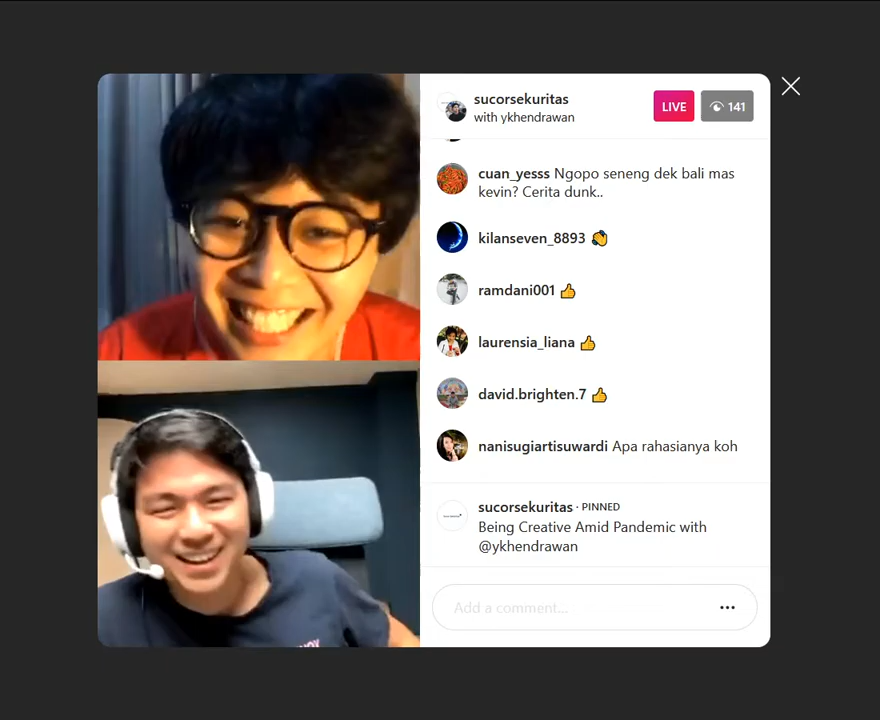 sucorsekuritas
with ykhendrawan
LIVE
141
cuan_yesss Ngopo seneng dek bali mas
kevin? Cerita dunk..
kilanseven_8893 👏
ramdani001 👍
laurensia_liana 👍
david.brighten.7 👍
nanisugiartisuwardi Apa rahasianya koh
sucorsekuritas · PINNED
Being Creative Amid Pandemic with
@ykhendrawan
Add a comment...